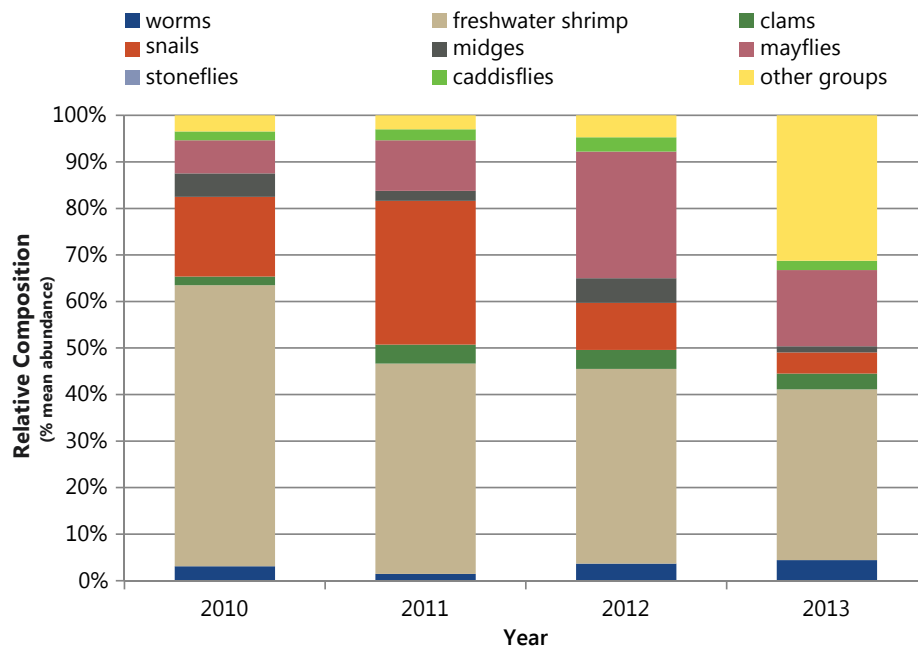 worms
freshwater shrimp
clams
snails
midges
mayflies
stoneflies
caddisflies
other groups
Relative Composition
(% mean abundance)
100%
90%
80%
70%
60%
50%
40%
30%
20%
10%
0%
2010
2011
2012
2013
Year